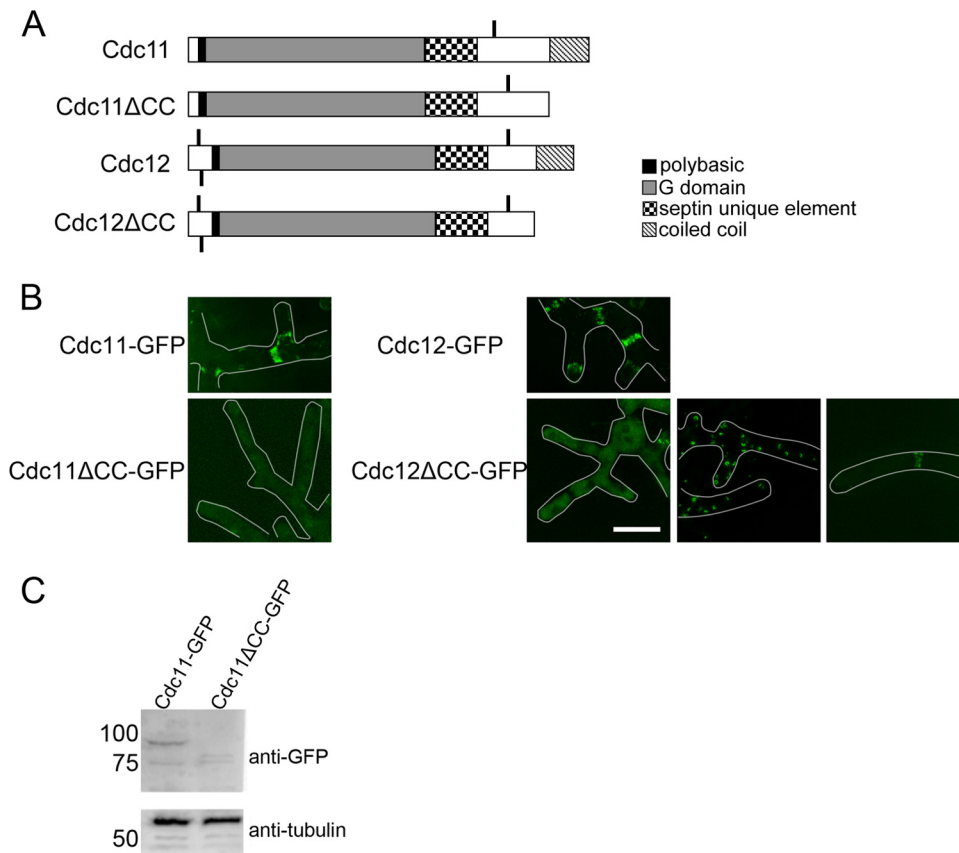 A
Cdc11
Cdc11ΔCC
Cdc12
Cdc12ΔCC
polybasic
G domain
septin unique element
coiled coil
B
Cdc11-GFP
Cdc12-GFP
Cdc11ΔCC-GFP
Cdc12ΔCC-GFP
C
Cdc11-GFP
Cdc11ΔCC-GFP
100
75
anti-GFP
50
anti-tubulin